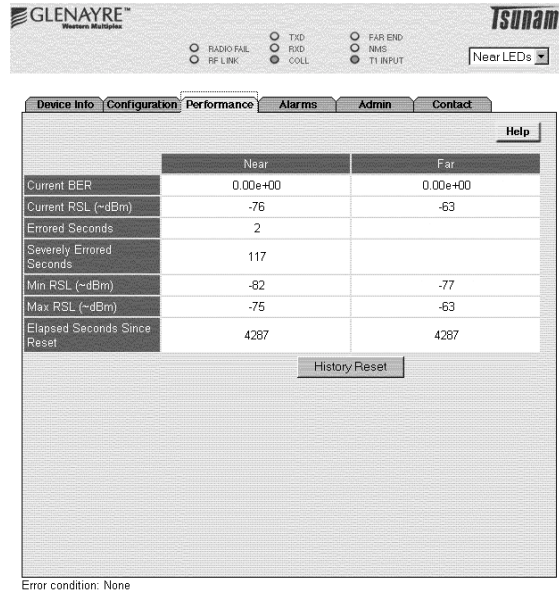 GLENAYRE™
Western Multiplex
Tsunam
TXD
FAR END
RADIO FAIL
RXD
NMS
RF LINK
COLL
T1 INPUT
Near LEDs
Device Info Configuration Performance Alarms Admin Contact
Help
Near Far
Current BER 0.00e+00 0.00e+00
Current RSL (~dBm) -76 -63
Errored Seconds 2
Severely Errored
Seconds 117
Min RSL (~dBm) -82 -77
Max RSL (~dBm) -75 -63
Elapsed Seconds Since
Reset 4287 4287
History Reset
Error condition: None